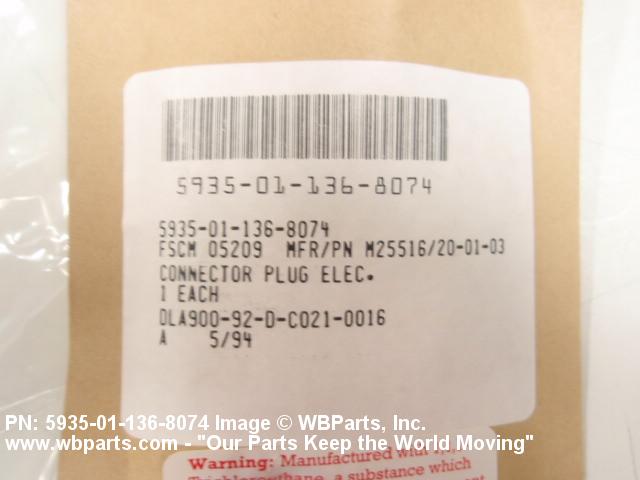 5935-01-136-8074
5935-01-136-8074
FSCM 05209 MFR/PN M25516/20-01-03
CONNECTOR PLUG ELEC.
1 EACH
DLA900-92-D-C021-0016
A 5/94
PN: 5935-01-136-8074 Image © WBParts, Inc.
www.wbparts.com - "Our Parts Keep the World Moving"
Warning: Manufactured with
a substance which